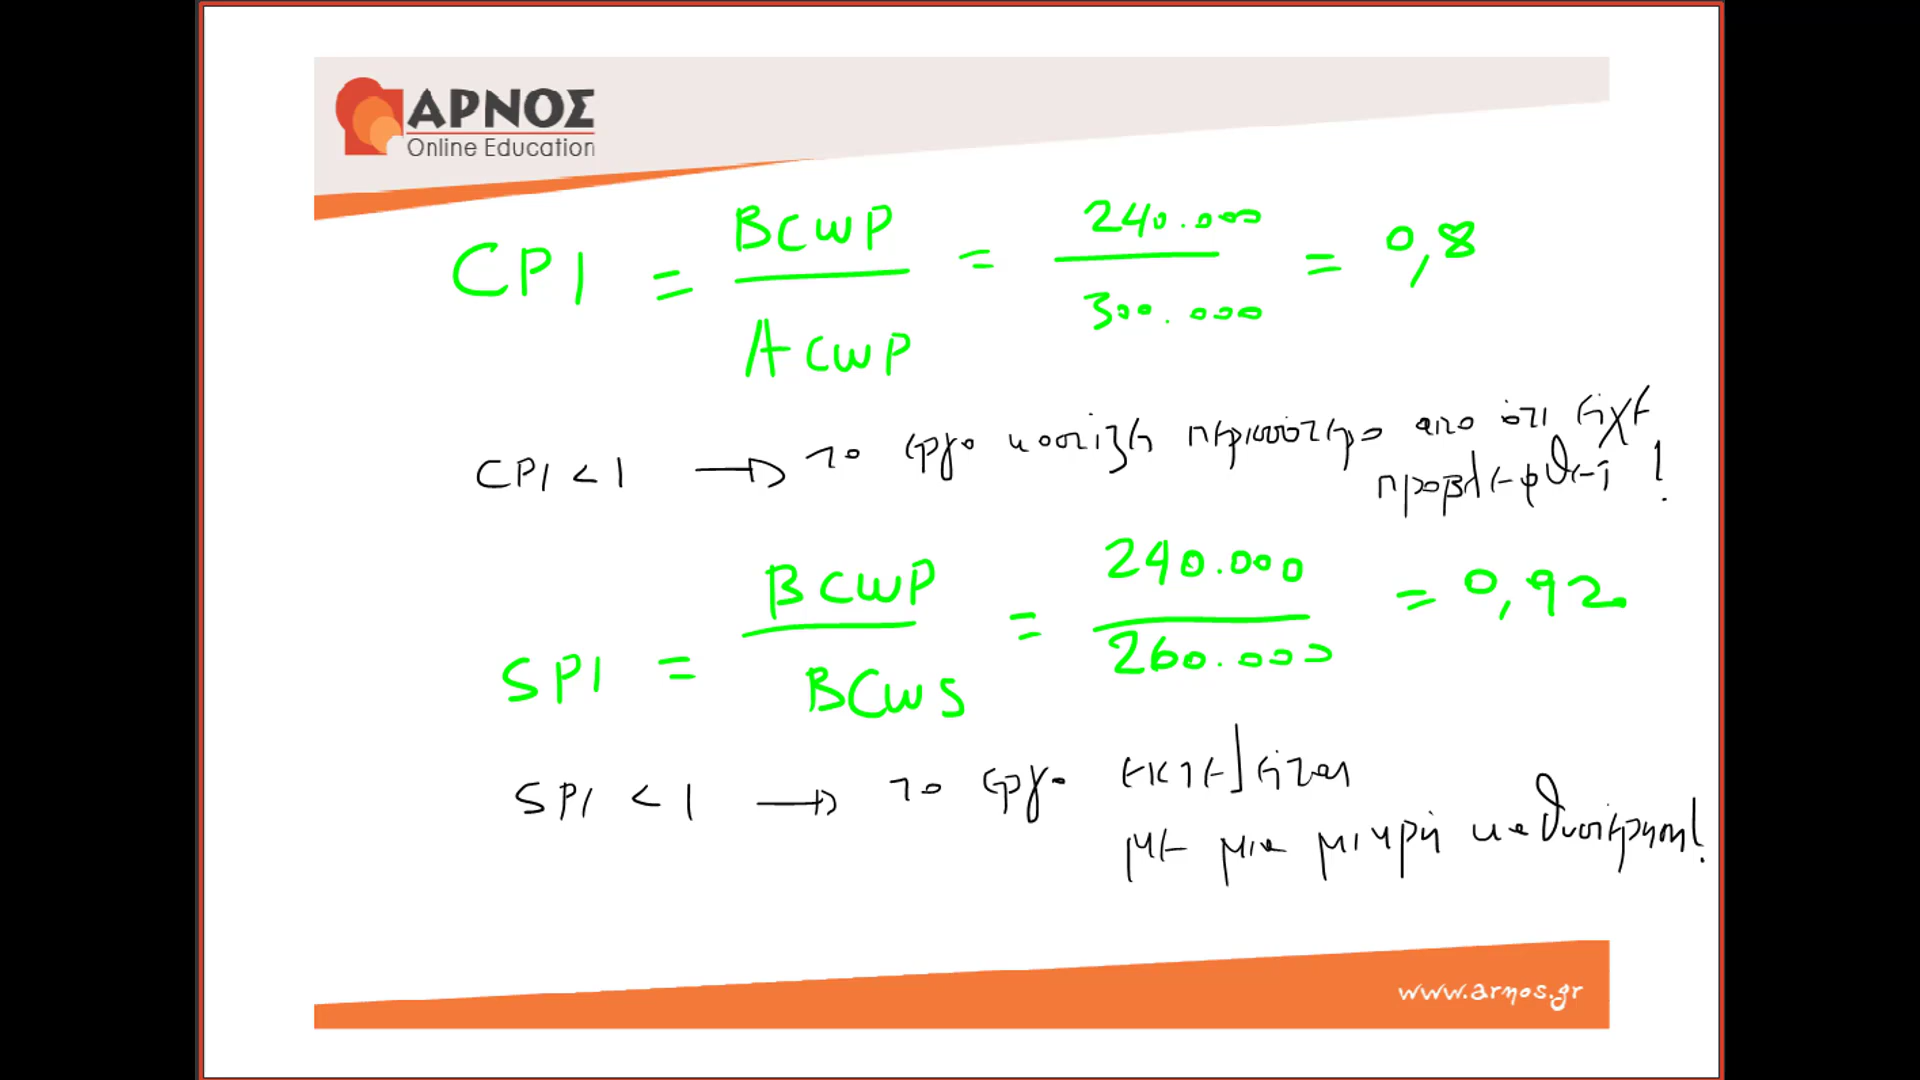 ΑΡΝΟΣ
Online Education
CPI = BCWP / ACWP = 240.000 / 300.000 = 0,8
CPI < 1 → το έργο κοστίζει περισσότερο από ότι είχε
προβλεφθεί !
SPI = BCWP / BCWS = 240.000 / 260.000 = 0,92
SPI < 1 → το έργο εκτελείται
με μια μικρή καθυστέρηση!
www.arnos.gr